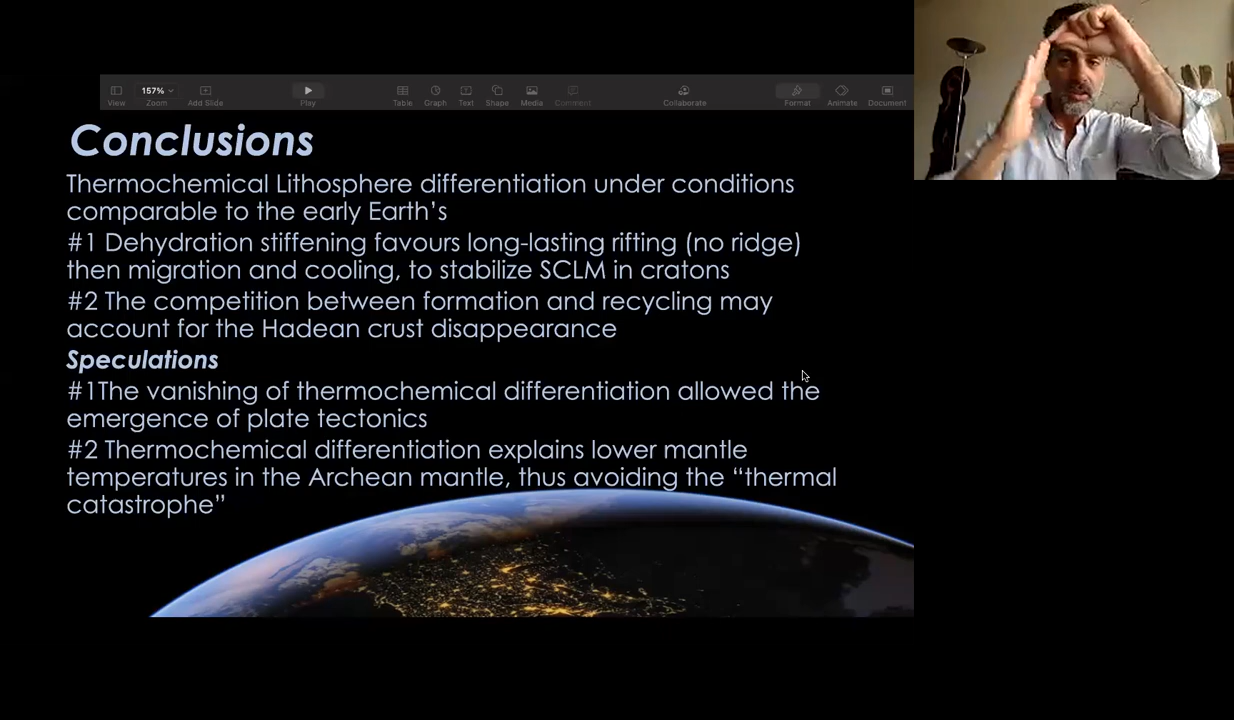 157%
View Zoom Add Slide Play Table Graph Text Shape Media Comment Collaborate Format Animate Document
Conclusions
Thermochemical Lithosphere differentiation under conditions
comparable to the early Earth's
#1 Dehydration stiffening favours long-lasting rifting (no ridge)
then migration and cooling, to stabilize SCLM in cratons
#2 The competition between formation and recycling may
account for the Hadean crust disappearance
Speculations
#1The vanishing of thermochemical differentiation allowed the
emergence of plate tectonics
#2 Thermochemical differentiation explains lower mantle
temperatures in the Archean mantle, thus avoiding the “thermal
catastrophe”